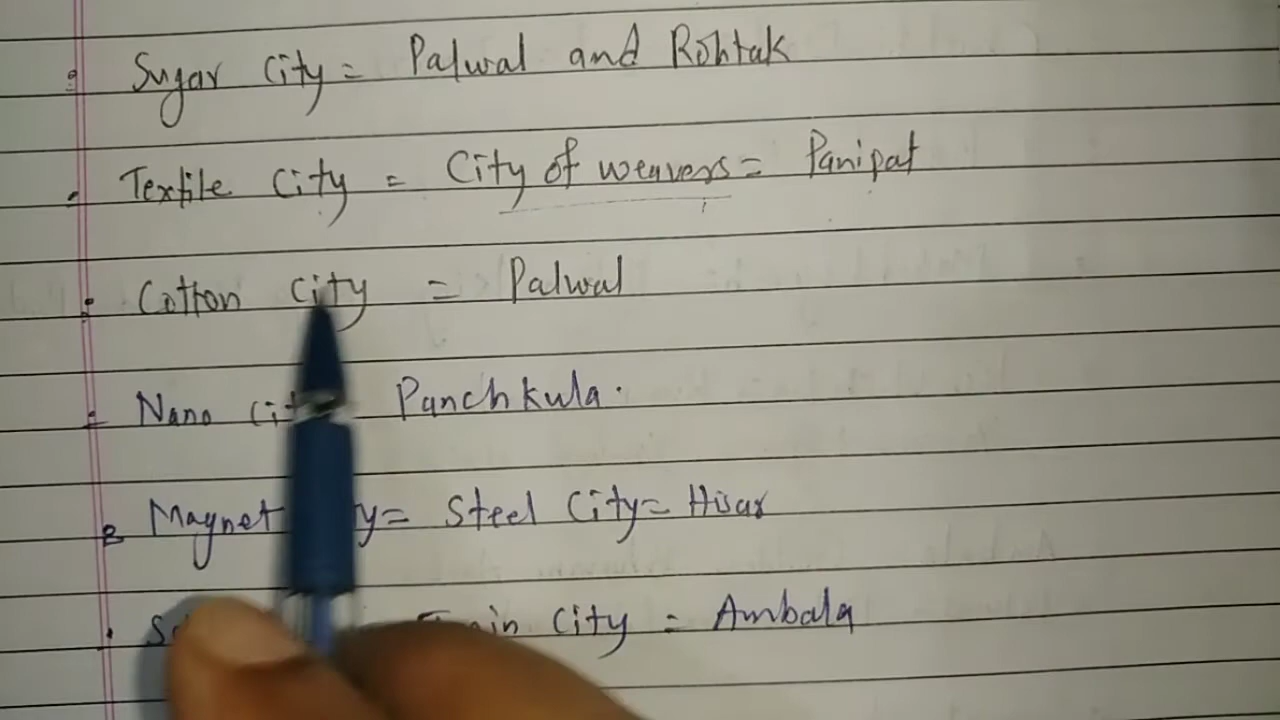 Sugar City = Palwal and Rohtak
Textile City = City of weavers = Panipat
Cotton City = Palwal
Nano Panchkula.
Magnet = Steel City = Hisar
City = Ambala